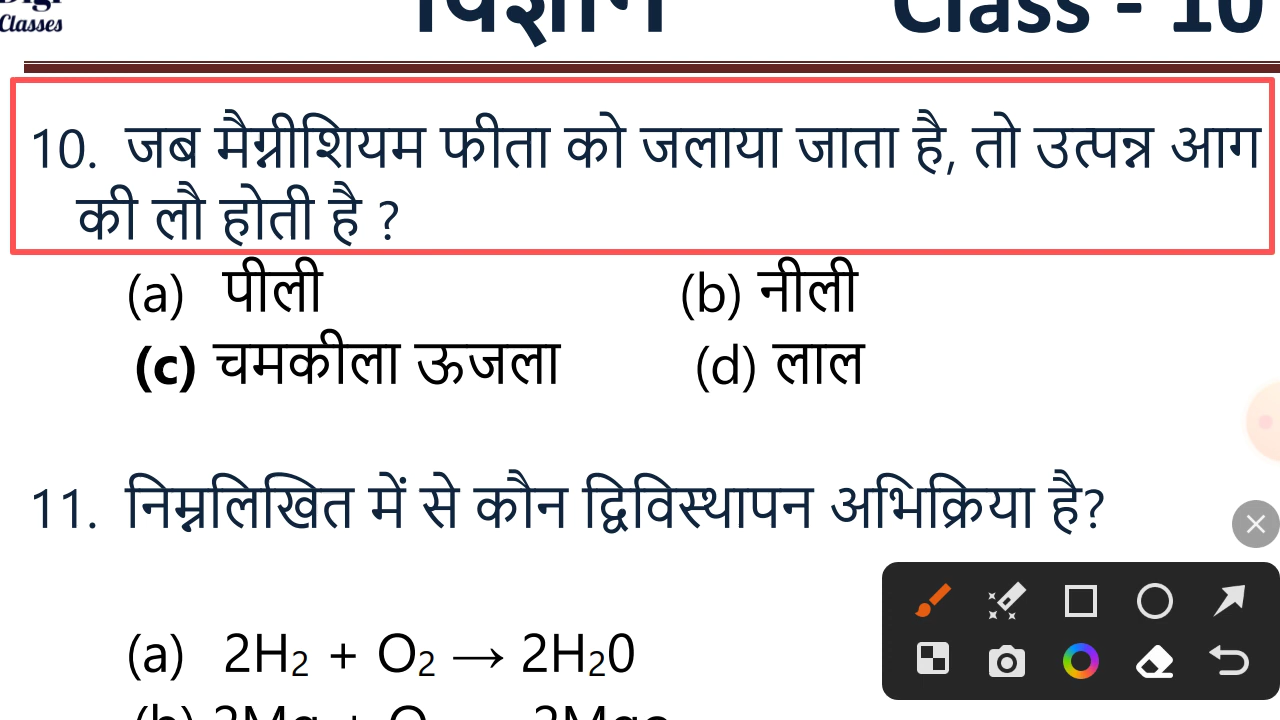 Digi
Classes
विज्ञान Class - 10
10. जब मैग्नीशियम फीता को जलाया जाता है, तो उत्पन्न आग
की लौ होती है ?
(a) पीली (b) नीली
(c) चमकीला ऊजला (d) लाल
11. निम्नलिखित में से कौन द्विविस्थापन अभिक्रिया है?
(a) 2H₂ + O₂ → 2H₂0